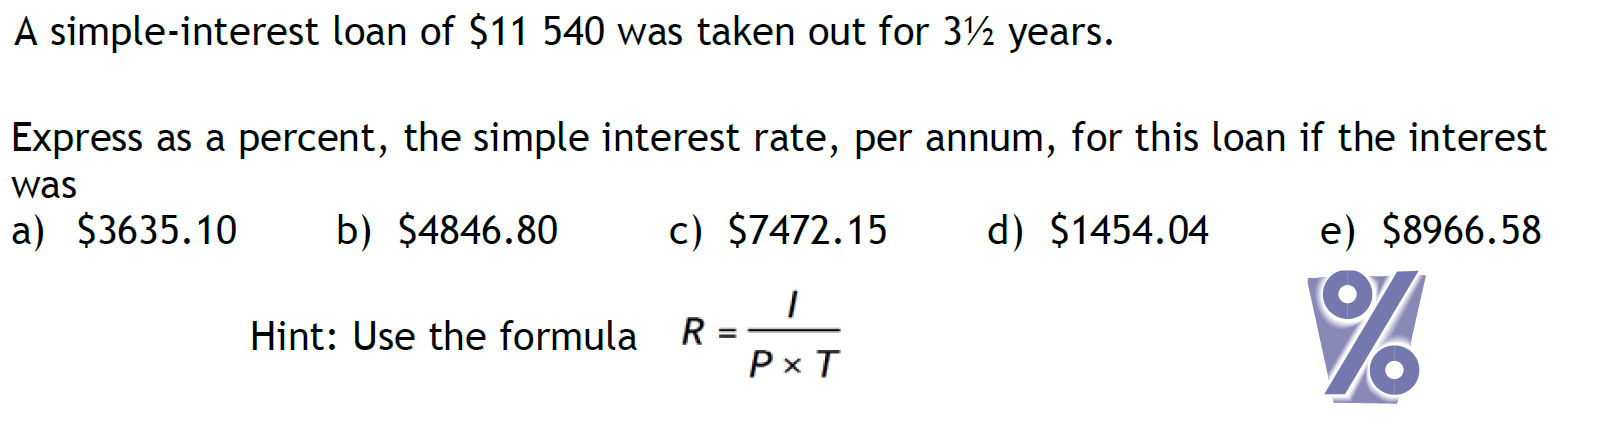 A simple-interest loan of $11 540 was taken out for 3½ years.
Express as a percent, the simple interest rate, per annum, for this loan if the interest
was
a) $3635.10 b) $4846.80 c) $7472.15 d) $1454.04 e) $8966.58
Hint: Use the formula R = I / P × T
%